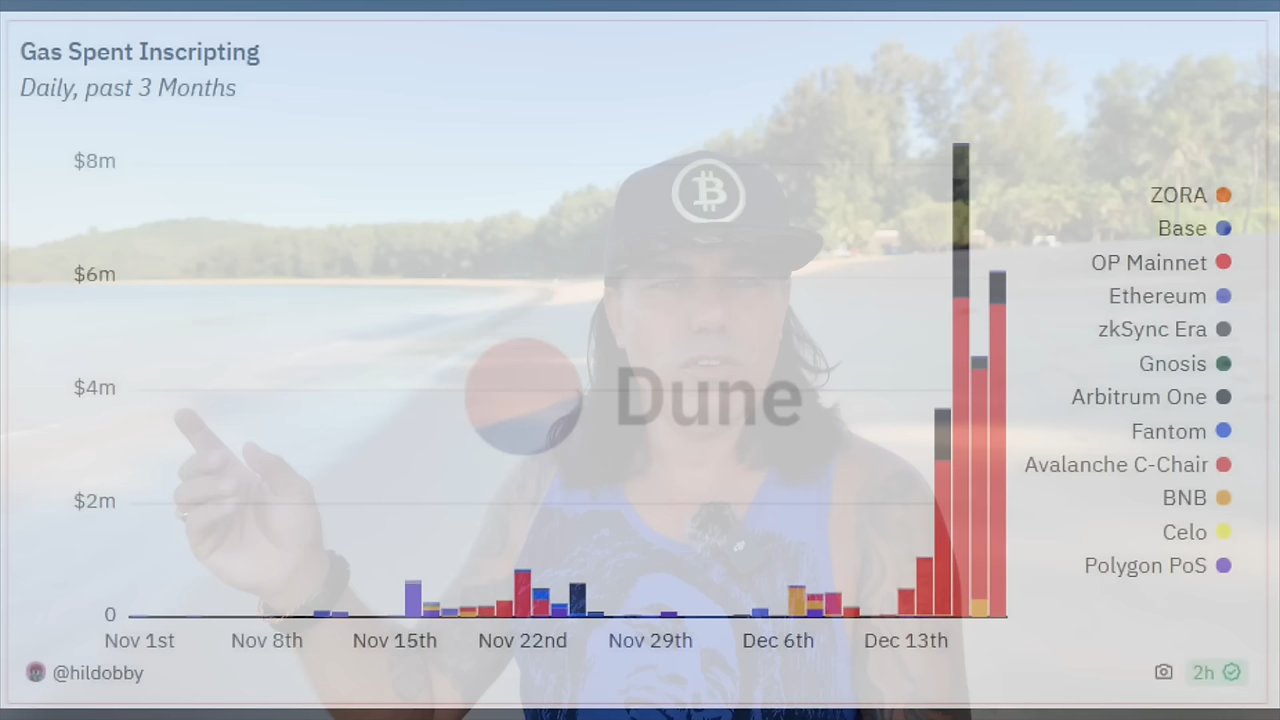 Gas Spent Inscripting
Daily, past 3 Months
$8m
$6m
$4m
$2m
0
Nov 1st
Nov 8th
Nov 15th
Nov 22nd
Nov 29th
Dec 6th
Dec 13th
ZORA
Base
OP Mainnet
Ethereum
zkSync Era
Gnosis
Arbitrum One
Fantom
Avalanche C-Chair
BNB
Celo
Polygon PoS
Dune
@hildobby
2h